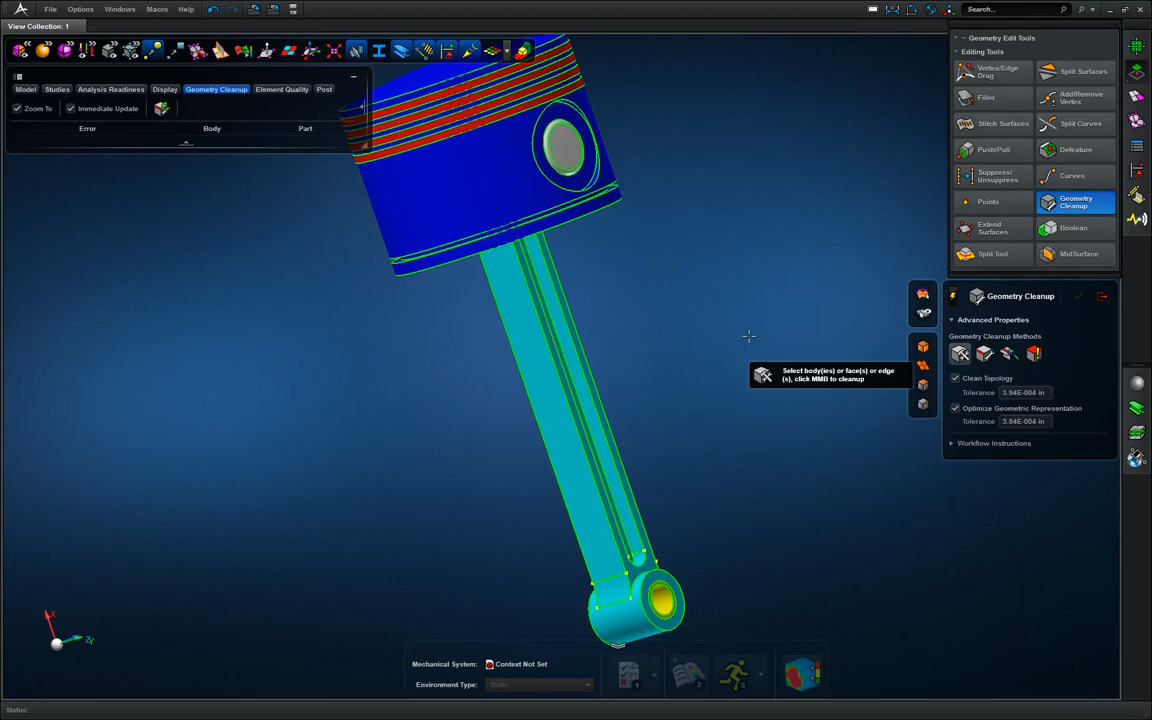 File
Options
Windows
Macro
Help
Search...
View Collection: 1
Model
Studies
Analysis Readiness
Display
Geometry Cleanup
Element Quality
Post
Zoom To
Immediate Update
Error
Body
Part
Geometry Edit Tools
Editing Tools
Vertex/Edge
Drag
Split Surfaces
Filler
Add/Remove
Vertex
Stitch Surfaces
Split Curves
Push/Pull
Defeature
Suppress/
Unsuppress
Curves
Points
Geometry
Cleanup
Extend
Surfaces
Boolean
Split Tool
MidSurface
Geometry Cleanup
Advanced Properties
Geometry Cleanup Methods
Clean Topology
Tolerance 3.94E-004 in
Optimize Geometric Representation
Tolerance 3.94E-004 in
Workflow Instructions
Select body(ies) or face(s) or edge
(s), click MMB to cleanup
X
Z
Mechanical System: Context Not Set
Environment Type: Static
1
2
3
Status: